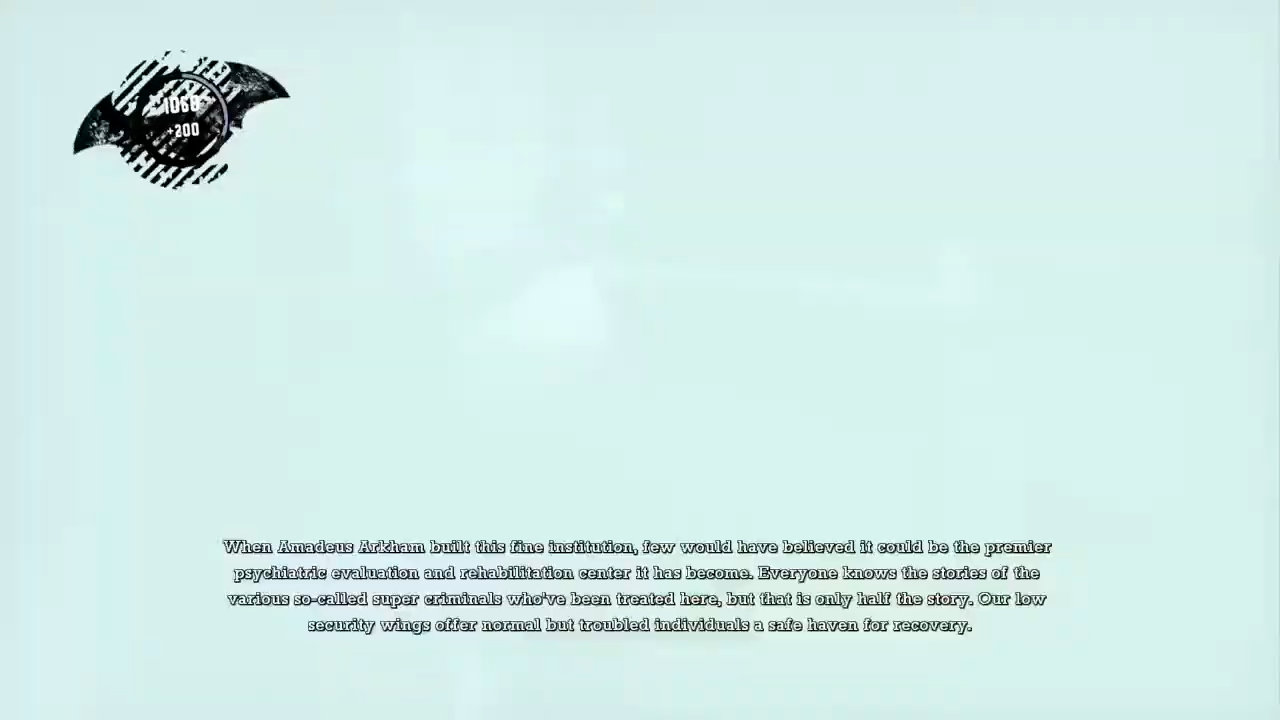 +200
When Amadeus Arkham built this fine institution, few would have believed it could be the premier
psychiatric evaluation and rehabilitation center it has become. Everyone knows the stories of the
various so-called super criminals who've been treated here, but that is only half the story. Our low
security wings offer normal but troubled individuals a safe haven for recovery.